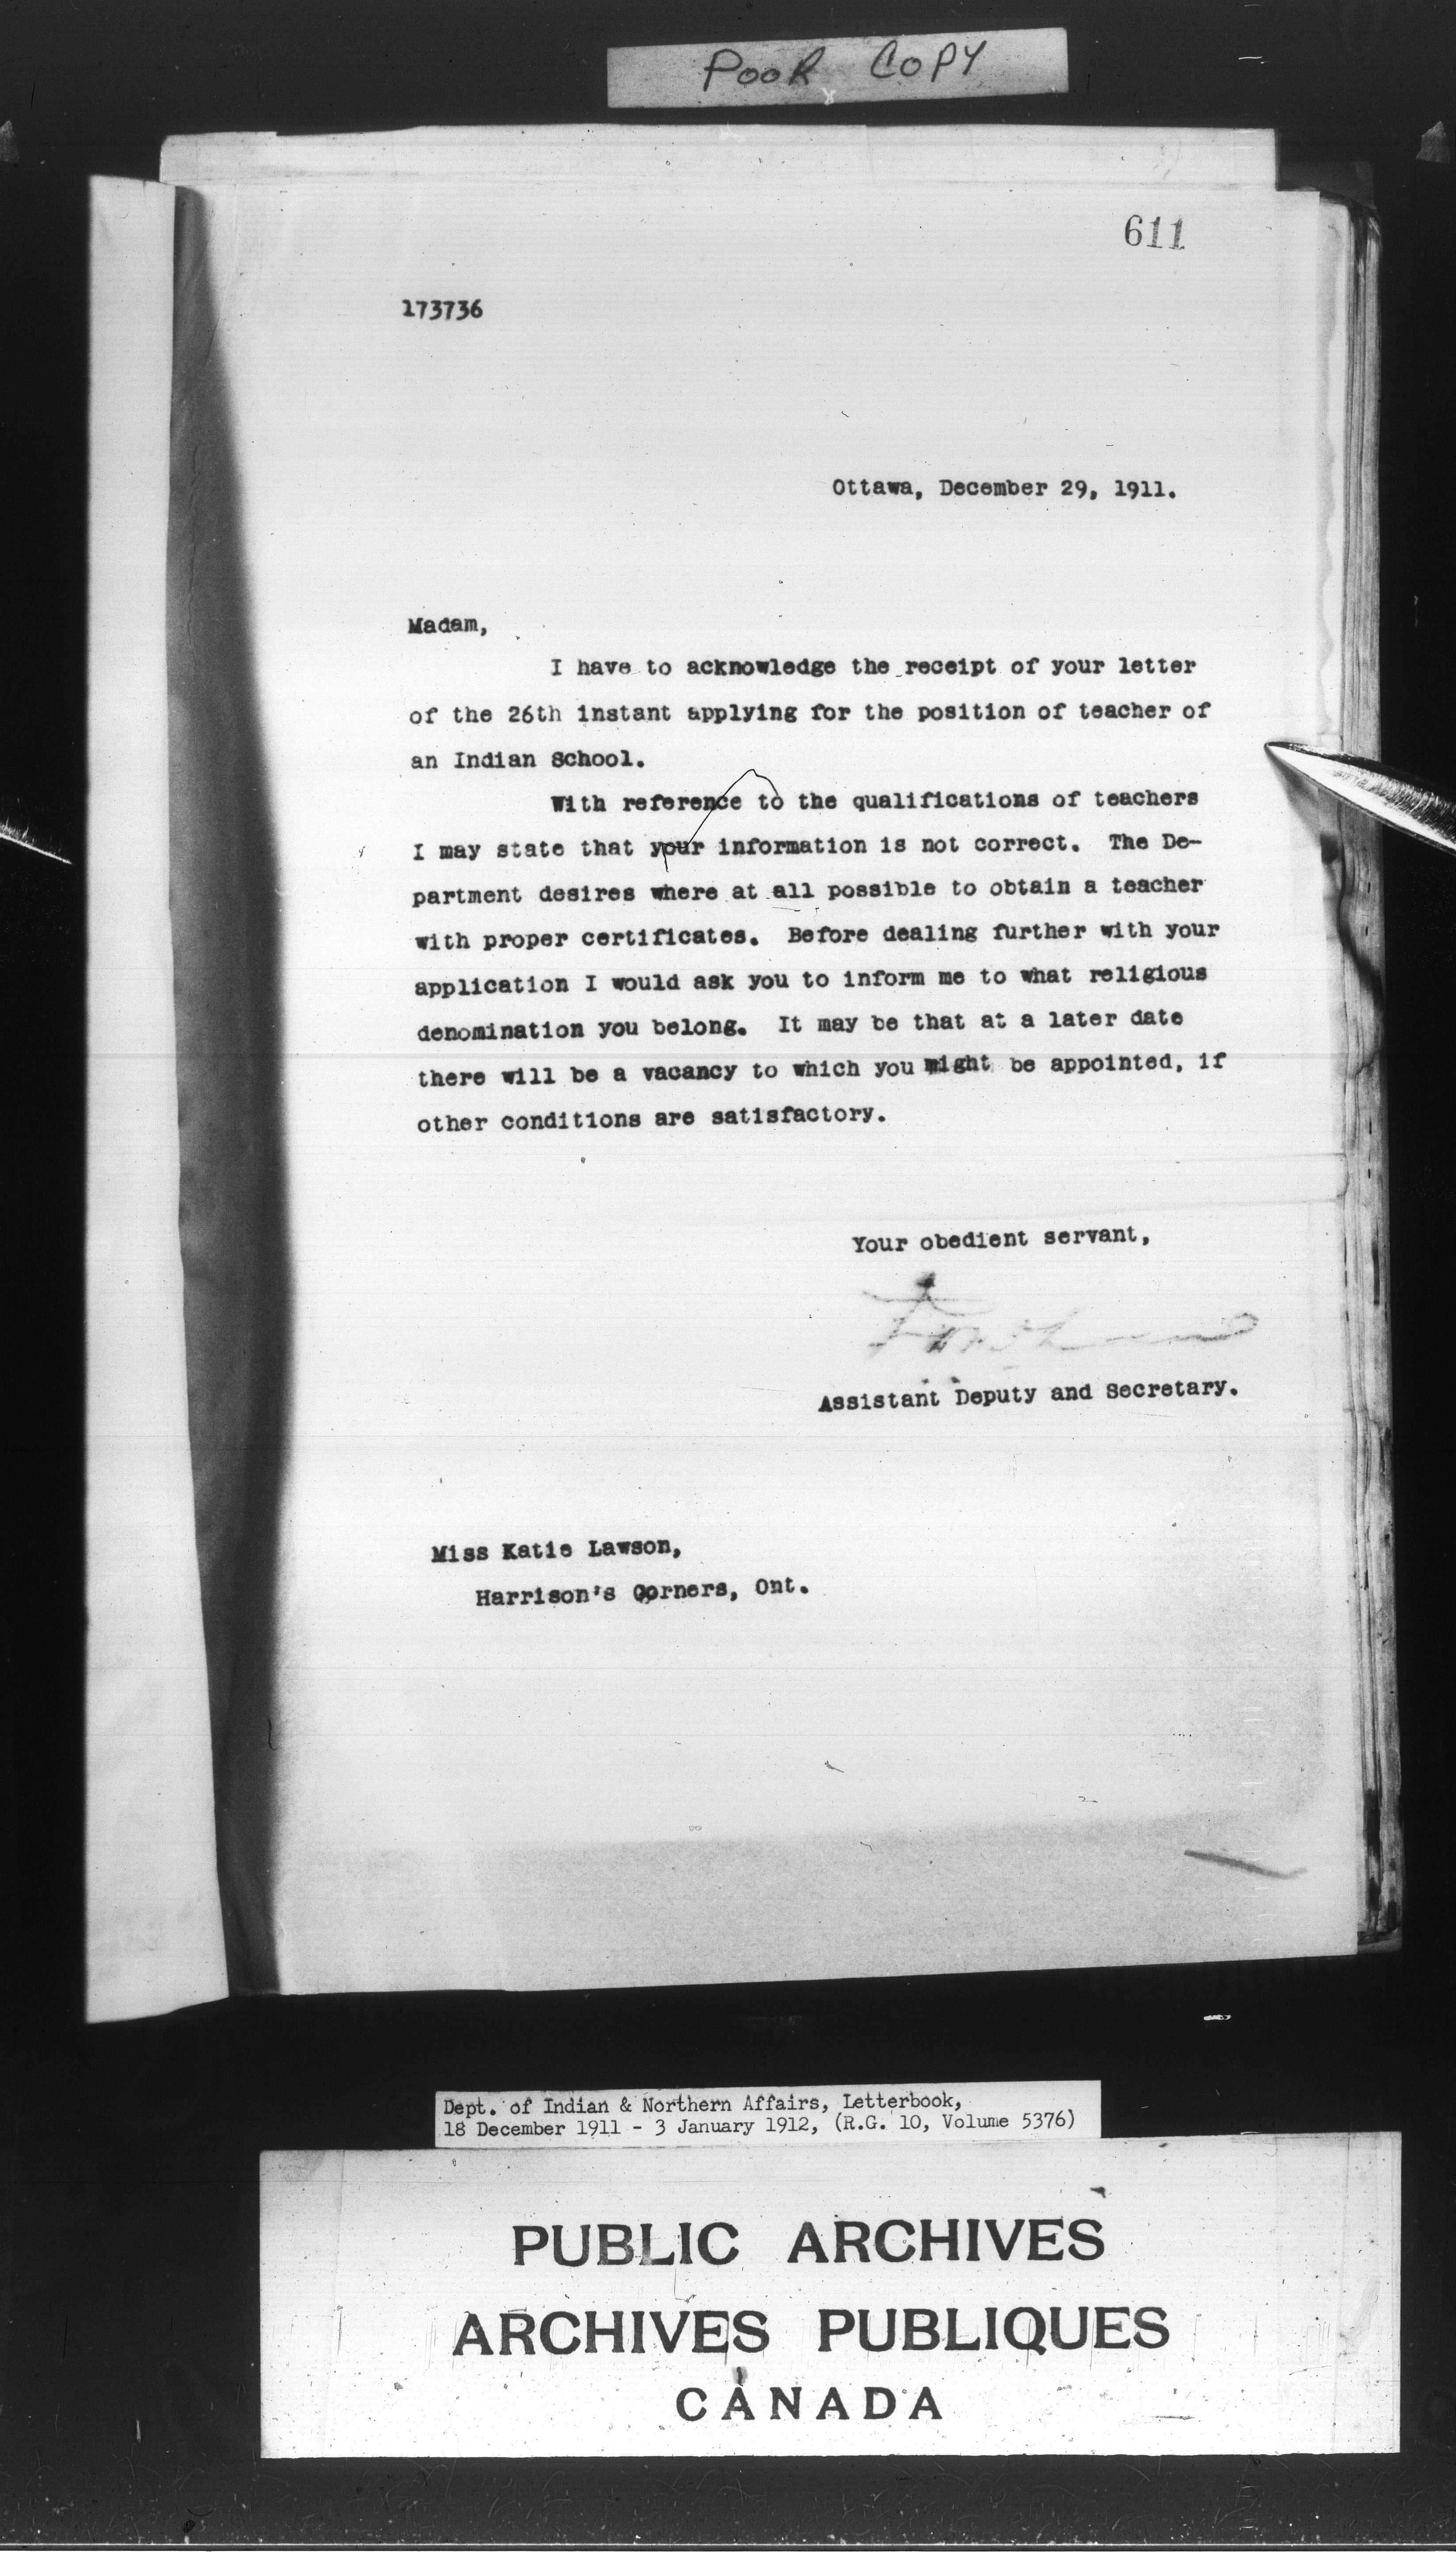 POOR COPY
611
173736
Ottawa, December 29, 1911.
Madam,
I have to acknowledge the receipt of your letter
of the 26th instant applying for the position of teacher of
an Indian School.
With reference to the qualifications of teachers
I may state that your information is not correct. The De-
partment desires where at all possible to obtain a teacher
with proper certificates. Before dealing further with your
application I would ask you to inform me to what religious
denomination you belong. It may be that at a later date
there will be a vacancy to which you might be appointed, if
other conditions are satisfactory.
Your obedient servant,
Assistant Deputy and Secretary.
Miss Katie Lawson,
Harrison's Corners, Ont.
Dept. of Indian & Northern Affairs, Letterbook,
18 December 1911 - 3 January 1912, (R.G. 10, Volume 5376)
PUBLIC ARCHIVES
ARCHIVES PUBLIQUES
CANADA